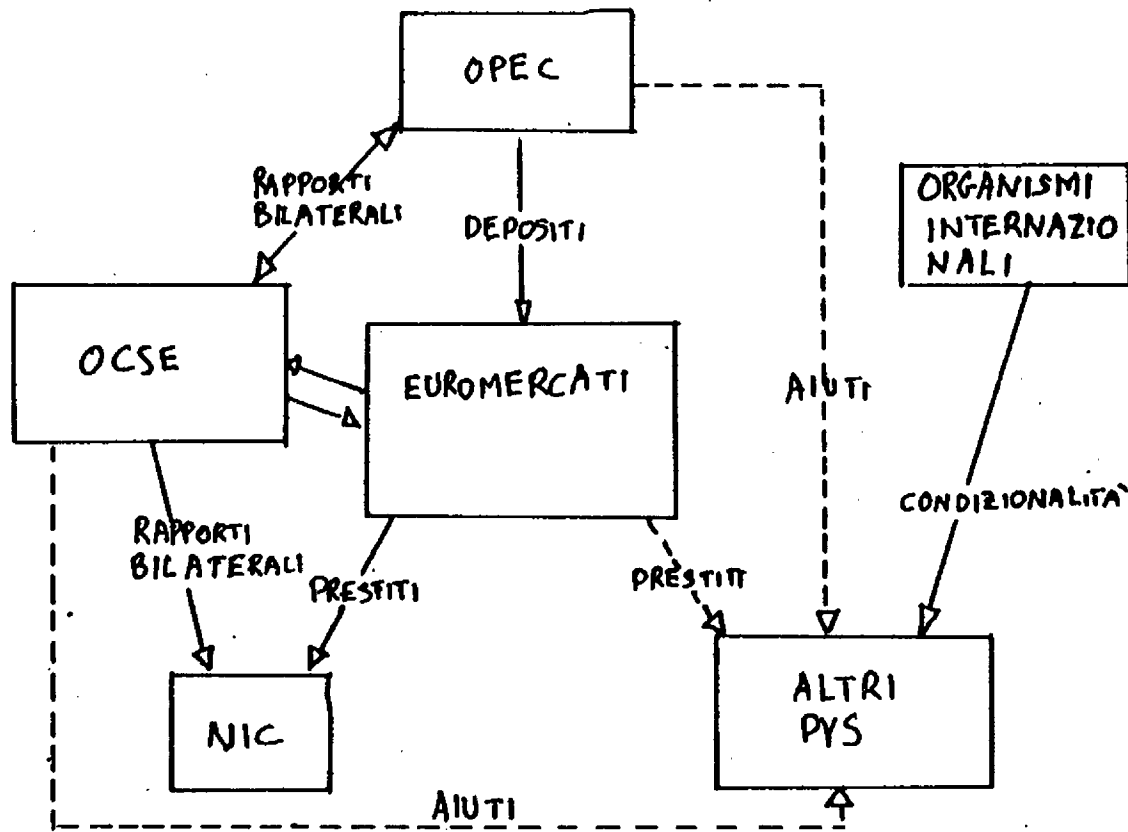 OPEC
RAPPORTI
BILATERALI
DEPOSITI
ORGANISMI
INTERNAZIO
NALI
OCSE
EUROMERCATI
AIUTI
CONDIZIONALITÀ
RAPPORTI
BILATERALI
PRESTITI
PRESTITI
NIC
ALTRI
PVS
AIUTI